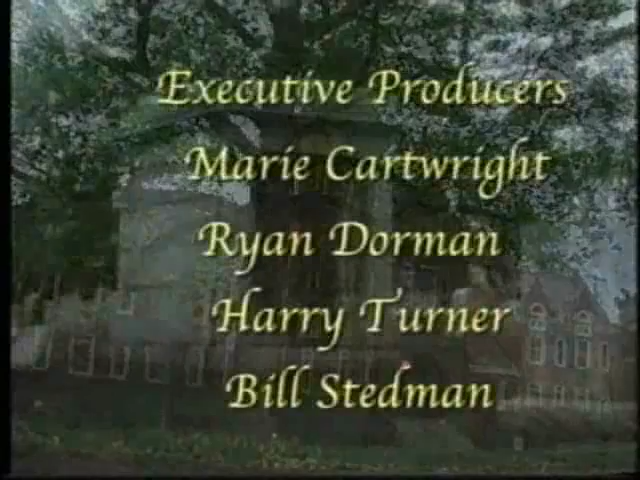 Executive Producers
Marie Cartwright
Ryan Dorman
Harry Turner
Bill Stedman